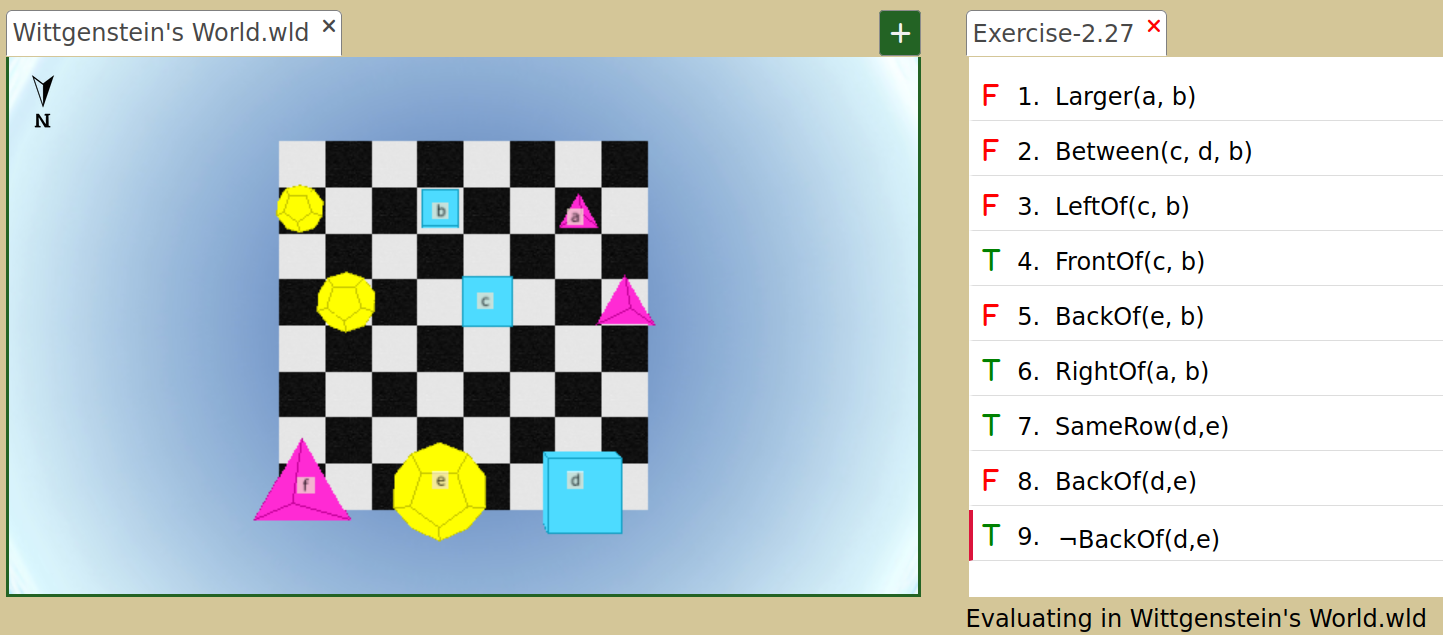 Wittgenstein's World.wld ×
+
Exercise-2.27 ×
N
b
a
c
f
e
d
F 1. Larger(a, b)
F 2. Between(c, d, b)
F 3. LeftOf(c, b)
T 4. FrontOf(c, b)
F 5. BackOf(e, b)
T 6. RightOf(a, b)
T 7. SameRow(d,e)
F 8. BackOf(d,e)
T 9. ¬BackOf(d,e)
Evaluating in Wittgenstein's World.wld